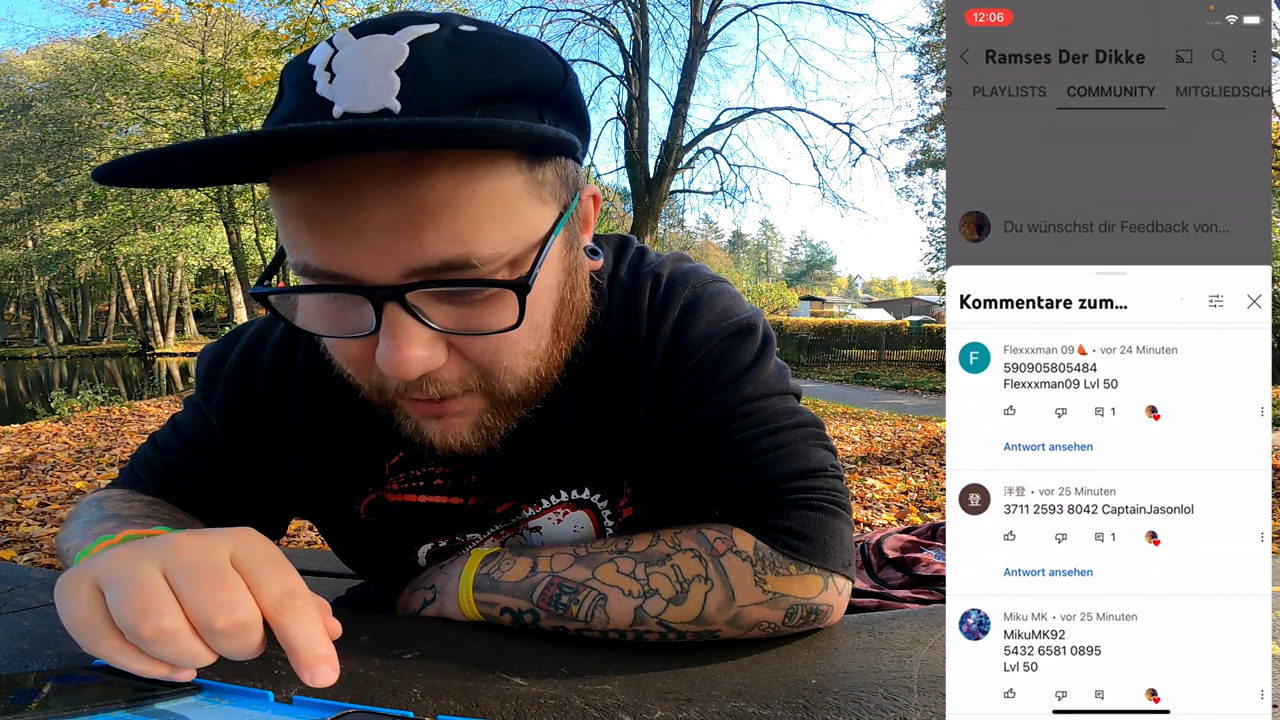 12:06
Ramses Der Dikke
PLAYLISTS COMMUNITY MITGLIEDSCH
Du wünschst dir Feedback von...
Kommentare zum...
F
Flexxxman 09 • vor 24 Minuten
590905805484
Flexxxman09 Lvl 50
1
Antwort ansehen
登
泮登 • vor 25 Minuten
3711 2593 8042 CaptainJasonlol
1
Antwort ansehen
Miku MK • vor 25 Minuten
MikuMK92
5432 6581 0895
Lvl 50